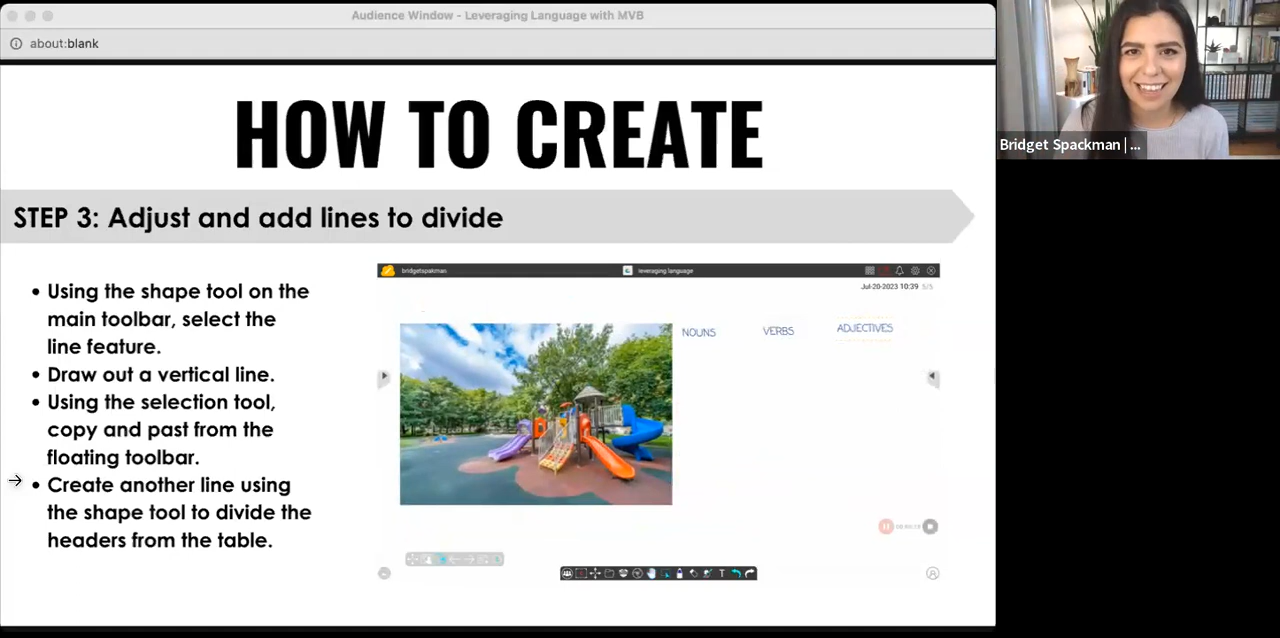 Audience Window - Leveraging Language with MVB
about:blank
HOW TO CREATE
STEP 3: Adjust and add lines to divide
• Using the shape tool on the
main toolbar, select the
line feature.
• Draw out a vertical line.
• Using the selection tool,
copy and past from the
floating toolbar.
• Create another line using
the shape tool to divide the
headers from the table.
bridgetspakman
leveraging language
Jul-20-2023 10:39 5/5
NOUNS VERBS ADJECTIVES
Bridget Spackman | ...